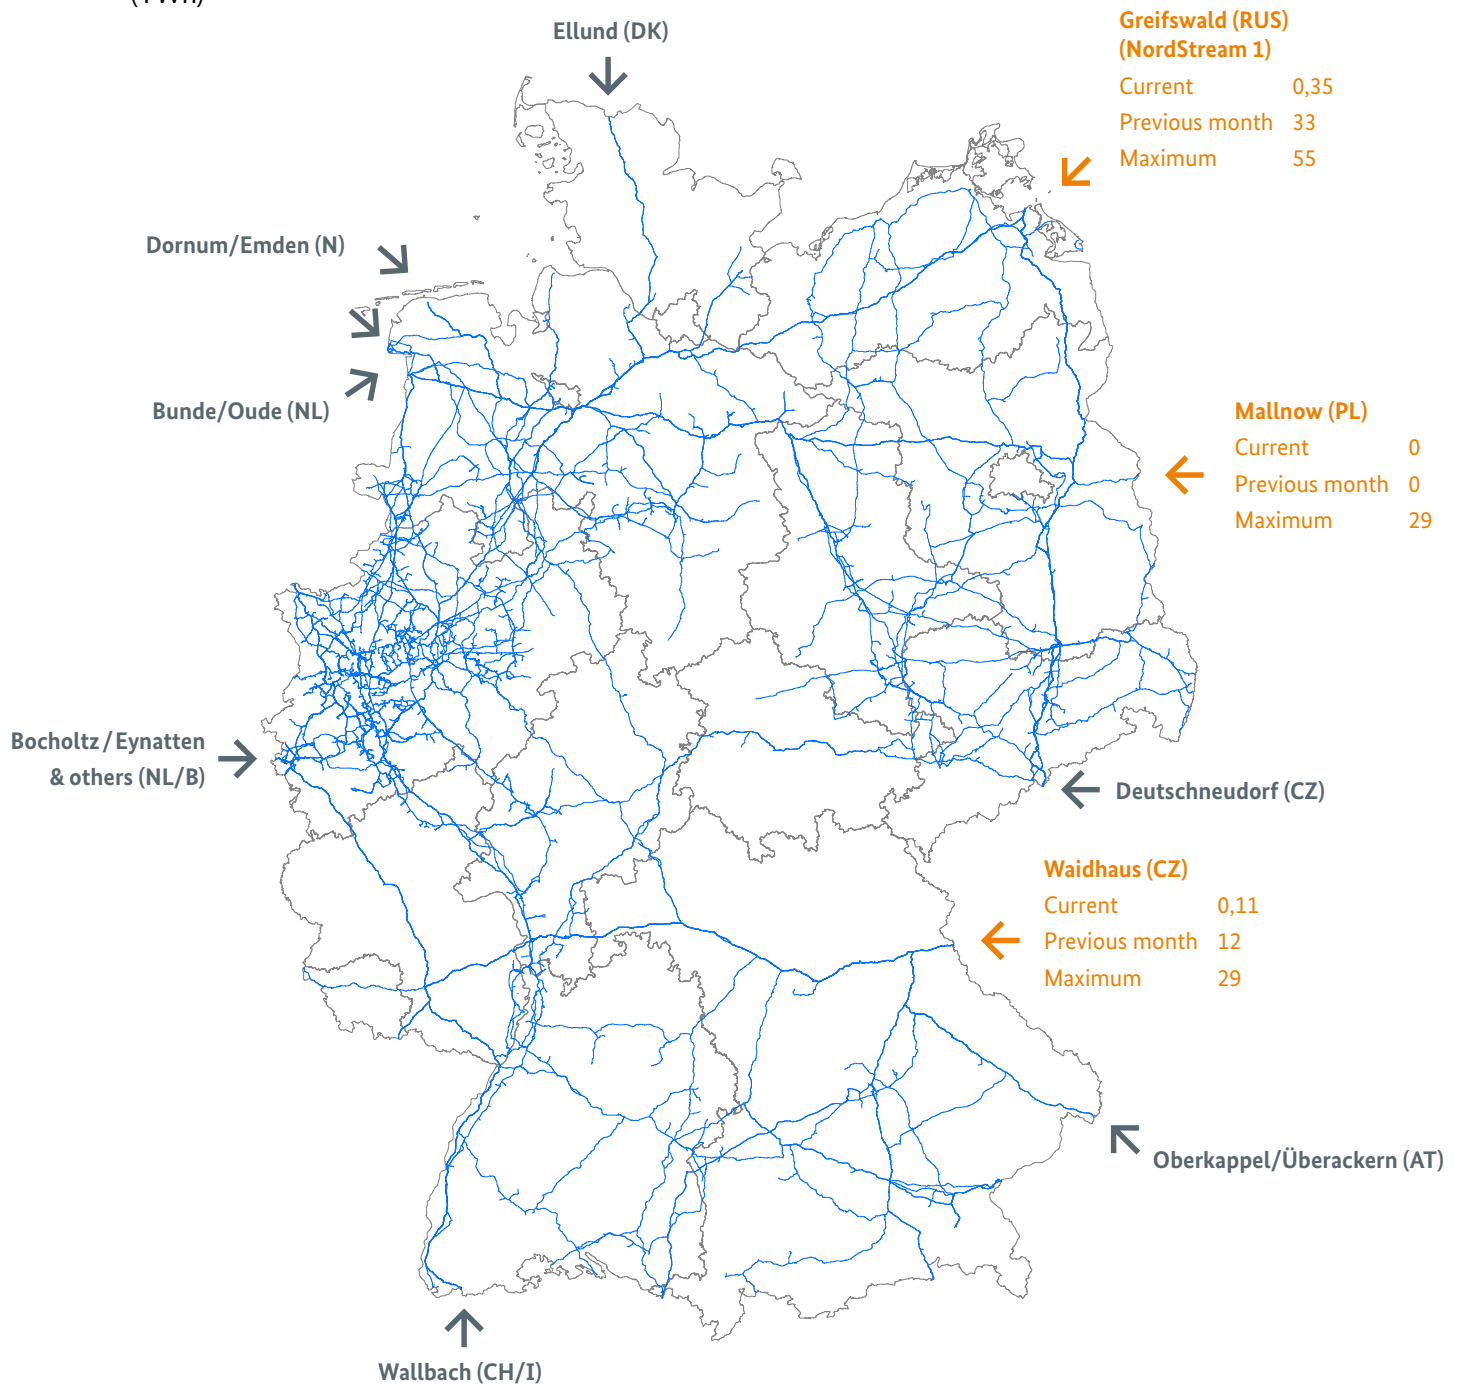 (TWh)
Ellund (DK)
Greifswald (RUS)
(NordStream 1)
Current 0,35
Previous month 33
Maximum 55
Dornum/Emden (N)
Bunde/Oude (NL)
Mallnow (PL)
Current 0
Previous month 0
Maximum 29
Bocholtz / Eynatten
& others (NL/B)
Deutschneudorf (CZ)
Waidhaus (CZ)
Current 0,11
Previous month 12
Maximum 29
Oberkappel/Überackern (AT)
Wallbach (CH/I)